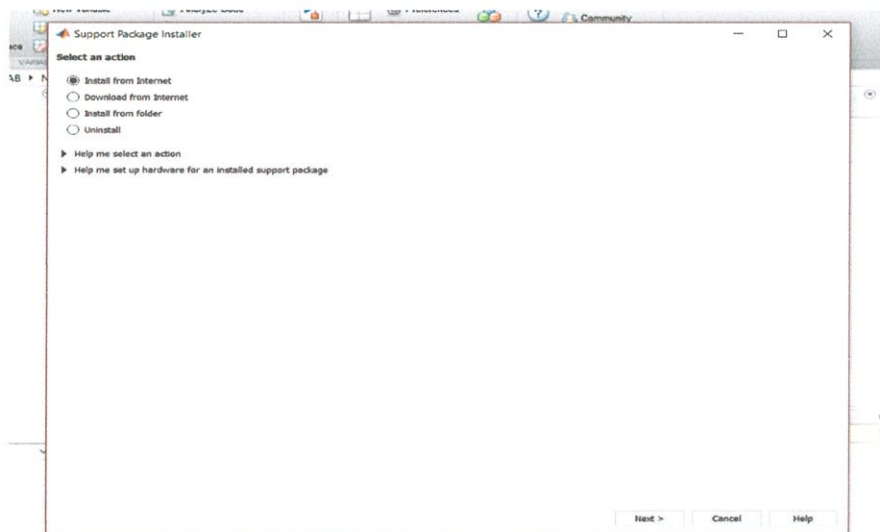 Community
Support Package Installer
Select an action
Install from Internet
Download from Internet
Install from folder
Uninstall
Help me select an action
Help me set up hardware for an installed support package
Next >
Cancel
Help